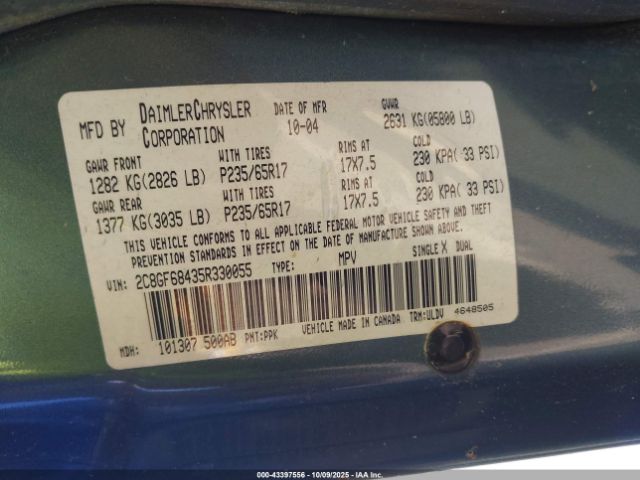 MFD BY DAIMLERCHRYSLER CORPORATION DATE OF MFR 10-04 GVWR 2631 KG(05800 LB)
GAWR FRONT WITH TIRES RIMS AT COLD
1282 KG(2826 LB) P235/65R17 17X7.5 230 KPA( 33 PSI)
GAWR REAR WITH TIRES RIMS AT COLD
1377 KG(3035 LB) P235/65R17 17X7.5 230 KPA( 33 PSI)
THIS VEHICLE CONFORMS TO ALL APPLICABLE FEDERAL MOTOR VEHICLE SAFETY AND THEFT
PREVENTION STANDARDS IN EFFECT ON THE DATE OF MANUFACTURE SHOWN ABOVE.
VIN: 2C8GF68435R330055 TYPE: MPV SINGLE X DUAL
MDH: 101307 500AB PNT:PPK VEHICLE MADE IN CANADA TRM:ULDV 4648505
© 43397556 - 10/09/2025 - IAA Inc.